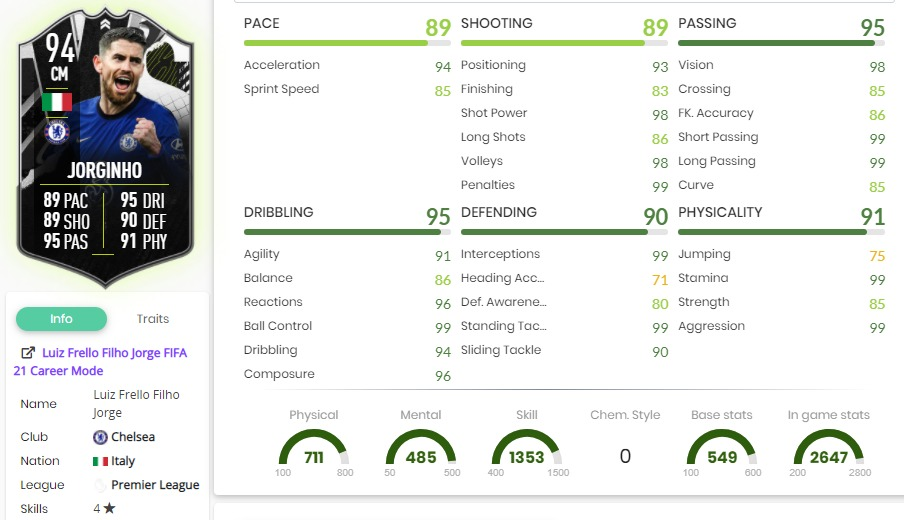 94
CM
JORGINHO
89 PAC 95 DRI
89 SHO 90 DEF
95 PAS 91 PHY
Info Traits
Luiz Frello Filho Jorge FIFA
21 Career Mode
Name Luiz Frello Filho
Jorge
Club Chelsea
Nation Italy
League Premier League
Skills 4★
PACE 89
Acceleration 94
Sprint Speed 85
SHOOTING 89
Positioning 93
Finishing 83
Shot Power 98
Long Shots 86
Volleys 98
Penalties 99
PASSING 95
Vision 98
Crossing 85
FK. Accuracy 86
Short Passing 99
Long Passing 99
Curve 85
DRIBBLING 95
Agility 91
Balance 86
Reactions 96
Ball Control 99
Dribbling 94
Composure 96
DEFENDING 90
Interceptions 99
Heading Acc... 71
Def. Awarene... 80
Standing Tac... 99
Sliding Tackle 90
PHYSICALITY 91
Jumping 75
Stamina 99
Strength 85
Aggression 99
Physical Mental Skill Chem. Style Base stats In game stats
711 485 1353 0 549 2647
100 800 50 500 400 1500 100 600 200 2800